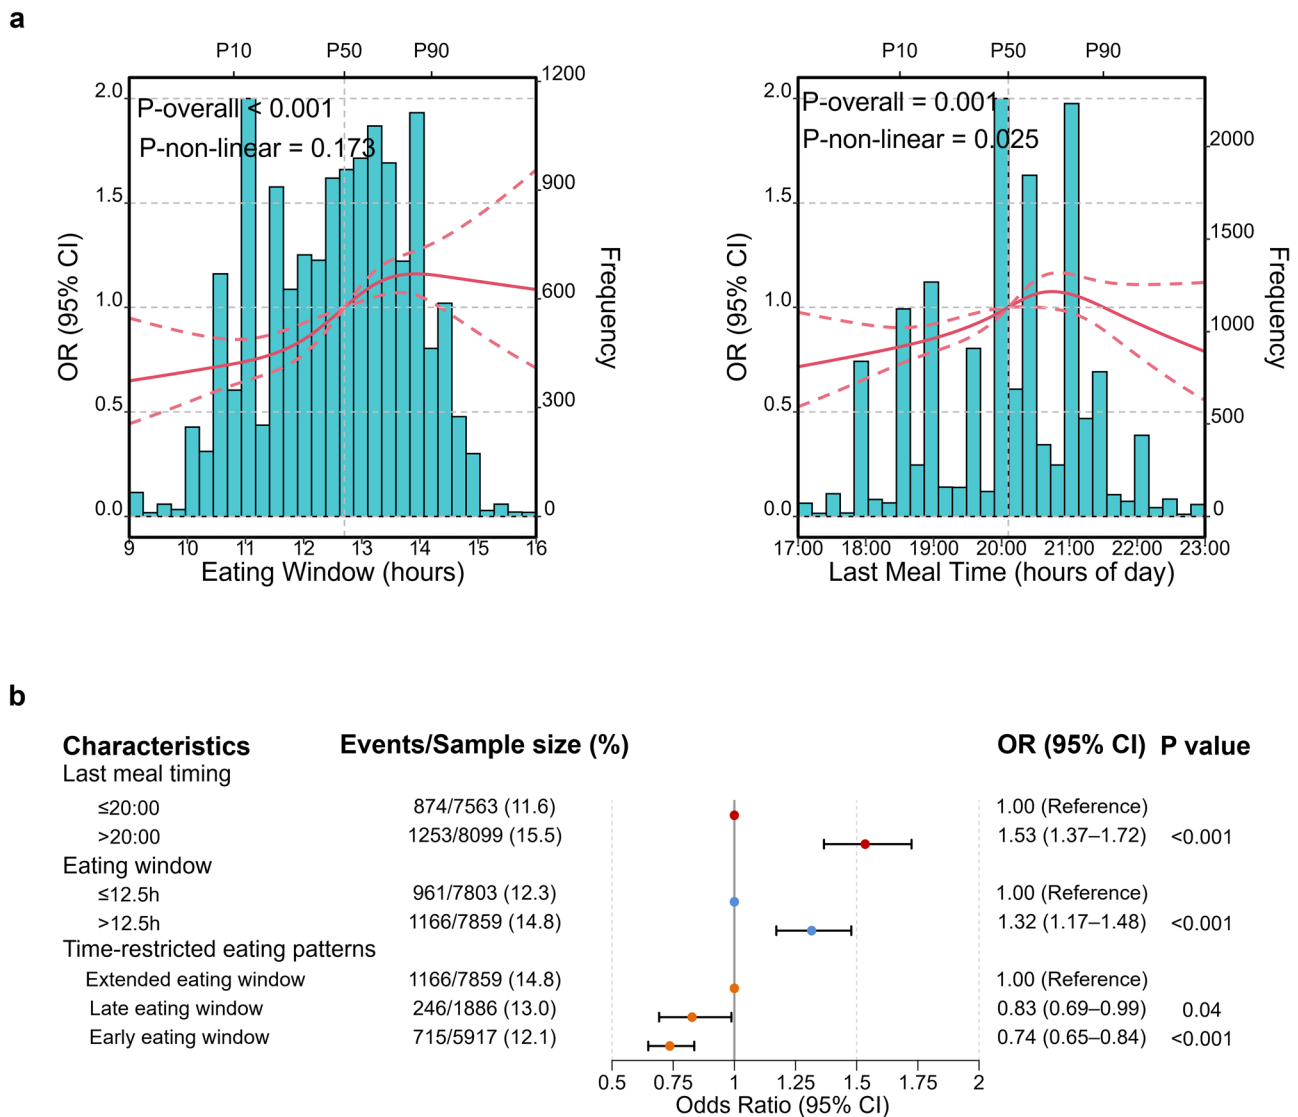 a
P10 P50 P90
P-overall < 0.001
P-non-linear = 0.173
2.0
1.5
1.0
0.5
0.0
OR (95% CI)
1200
900
600
300
0
Frequency
9 10 11 12 13 14 15 16
Eating Window (hours)
P10 P50 P90
P-overall = 0.001
P-non-linear = 0.025
2.0
1.5
1.0
0.5
0.0
OR (95% CI)
2000
1500
1000
500
0
Frequency
17:00 18:00 19:00 20:00 21:00 22:00 23:00
Last Meal Time (hours of day)
b
Characteristics Events/Sample size (%) OR (95% CI) P value
Last meal timing
≤20:00 874/7563 (11.6) 1.00 (Reference)
>20:00 1253/8099 (15.5) 1.53 (1.37–1.72) <0.001
Eating window
≤12.5h 961/7803 (12.3) 1.00 (Reference)
>12.5h 1166/7859 (14.8) 1.32 (1.17–1.48) <0.001
Time-restricted eating patterns
Extended eating window 1166/7859 (14.8) 1.00 (Reference)
Late eating window 246/1886 (13.0) 0.83 (0.69–0.99) 0.04
Early eating window 715/5917 (12.1) 0.74 (0.65–0.84) <0.001
0.5 0.75 1 1.25 1.5 1.75 2
Odds Ratio (95% CI)